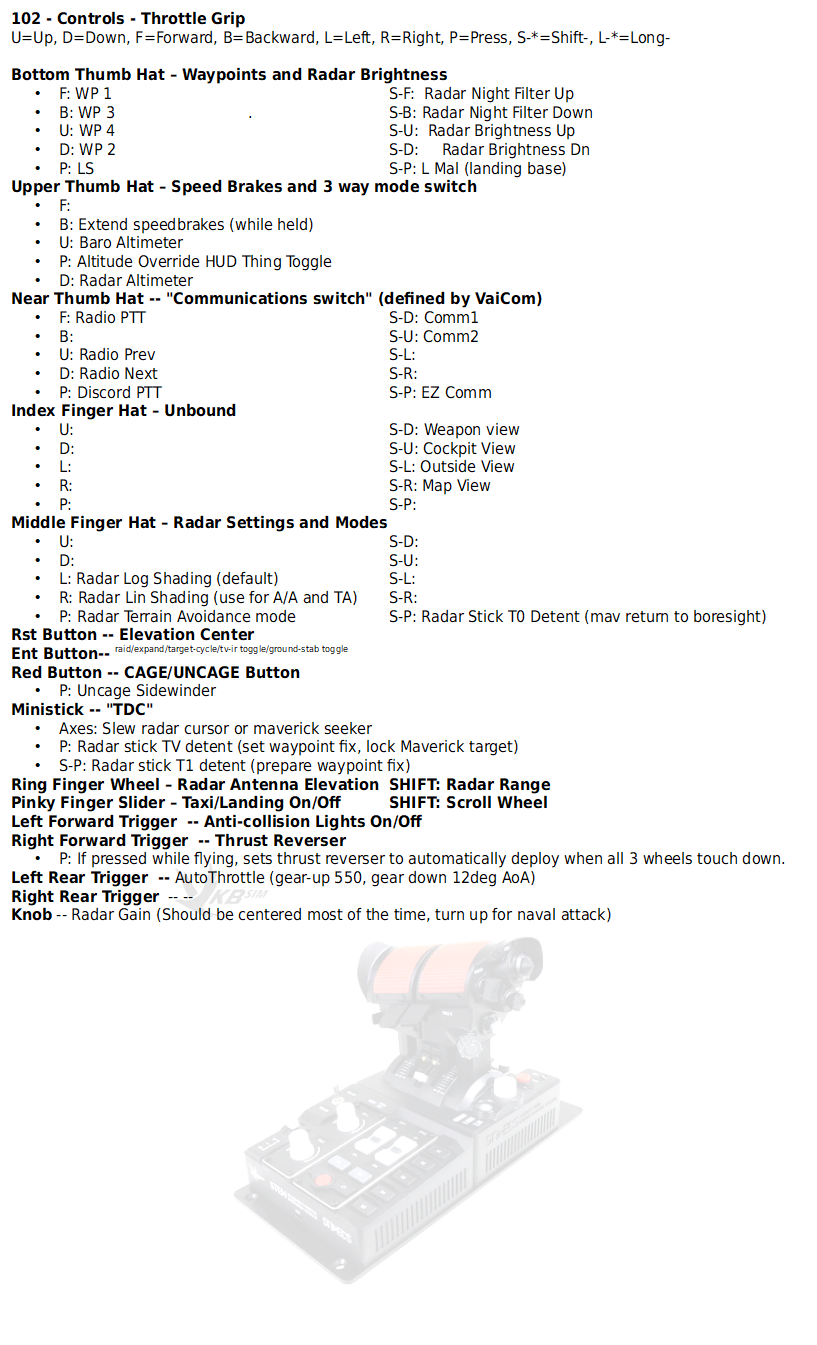 102 - Controls - Throttle Grip
U=Up, D=Down, F=Forward, B=Backward, L=Left, R=Right, P=Press, S-*=Shift-, L-*=Long-
Bottom Thumb Hat – Waypoints and Radar Brightness
• F: WP 1 S-F: Radar Night Filter Up
• B: WP 3 . S-B: Radar Night Filter Down
• U: WP 4 S-U: Radar Brightness Up
• D: WP 2 S-D: Radar Brightness Dn
• P: LS S-P: L Mal (landing base)
Upper Thumb Hat – Speed Brakes and 3 way mode switch
• F:
• B: Extend speedbrakes (while held)
• U: Baro Altimeter
• P: Altitude Override HUD Thing Toggle
• D: Radar Altimeter
Near Thumb Hat -- "Communications switch" (defined by VaiCom)
• F: Radio PTT S-D: Comm1
• B: S-U: Comm2
• U: Radio Prev S-L:
• D: Radio Next S-R:
• P: Discord PTT S-P: EZ Comm
Index Finger Hat – Unbound
• U: S-D: Weapon view
• D: S-U: Cockpit View
• L: S-L: Outside View
• R: S-R: Map View
• P: S-P:
Middle Finger Hat – Radar Settings and Modes
• U: S-D:
• D: S-U:
• L: Radar Log Shading (default) S-L:
• R: Radar Lin Shading (use for A/A and TA) S-R:
• P: Radar Terrain Avoidance mode S-P: Radar Stick T0 Detent (mav return to boresight)
Rst Button -- Elevation Center
Ent Button-- raid/expand/target-cycle/tv-ir toggle/ground-stab toggle
Red Button -- CAGE/UNCAGE Button
• P: Uncage Sidewinder
Ministick -- "TDC"
• Axes: Slew radar cursor or maverick seeker
• P: Radar stick TV detent (set waypoint fix, lock Maverick target)
• S-P: Radar stick T1 detent (prepare waypoint fix)
Ring Finger Wheel – Radar Antenna Elevation SHIFT: Radar Range
Pinky Finger Slider – Taxi/Landing On/Off SHIFT: Scroll Wheel
Left Forward Trigger -- Anti-collision Lights On/Off
Right Forward Trigger -- Thrust Reverser
• P: If pressed while flying, sets thrust reverser to automatically deploy when all 3 wheels touch down.
Left Rear Trigger -- AutoThrottle (gear-up 550, gear down 12deg AoA)
Right Rear Trigger -- --
VKB SIM
Knob -- Radar Gain (Should be centered most of the time, turn up for naval attack)